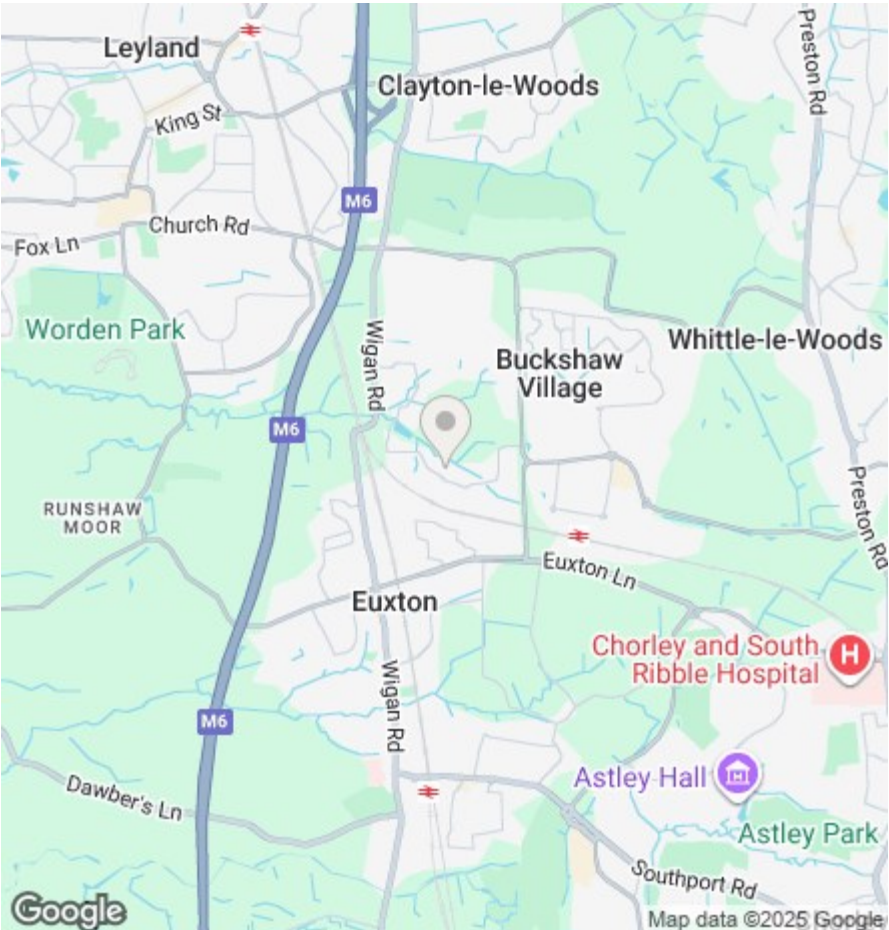 Leyland
Preston Rd
Clayton-le-Woods
King St
M6
Church Rd
Fox Ln
Worden Park
Wigan Rd
Whittle-le-Woods
Buckshaw
Village
M6
Preston Rd
RUNSHAW
MOOR
Euxton Ln
Euxton
Chorley and South
Ribble Hospital
H
Wigan Rd
M6
Astley Hall
Dawber's Ln
Astley Park
Southport Rd
Google
Map data ©2025 Google